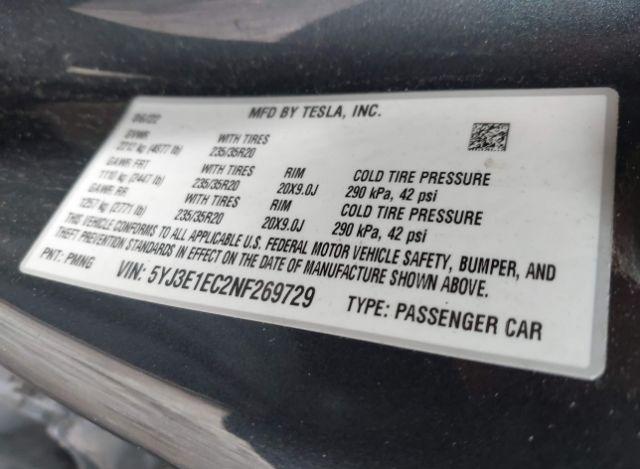 06/22 MFD BY TESLA, INC.
GVWR WITH TIRES
2212 kg (4877 lb) 235/35R20
GAWR FRT WITH TIRES RIM COLD TIRE PRESSURE
1110 kg (2447 lb) 235/35R20 20X9.0J 290 kPa, 42 psi
GAWR RR WITH TIRES RIM COLD TIRE PRESSURE
1257 kg (2771 lb) 235/35R20 20X9.0J 290 kPa, 42 psi
THIS VEHICLE CONFORMS TO ALL APPLICABLE U.S. FEDERAL MOTOR VEHICLE SAFETY, BUMPER, AND
THEFT PREVENTION STANDARDS IN EFFECT ON THE DATE OF MANUFACTURE SHOWN ABOVE.
PNT: PMNG VIN: 5YJ3E1EC2NF269729 TYPE: PASSENGER CAR